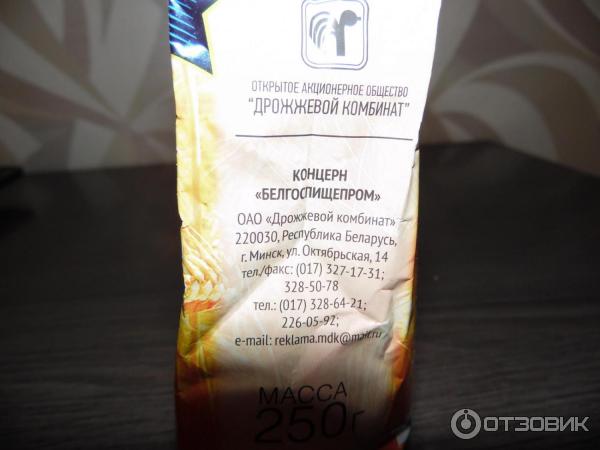 ОТКРЫТОЕ АКЦИОНЕРНОЕ ОБЩЕСТВО
"ДРОЖЖЕВОЙ КОМБИНАТ"
КОНЦЕРН
«БЕЛГОСПИЩЕПРОМ»
ОАО «Дрожжевой комбинат»
220030, Республика Беларусь,
г. Минск, ул. Октябрьская, 14
тел./факс: (017) 327-17-31;
328-50-78
тел.: (017) 328-64-21;
226-05-92;
e-mail: reklama.mdk@mail.ru
МАССА
250г
ОТЗОВИК